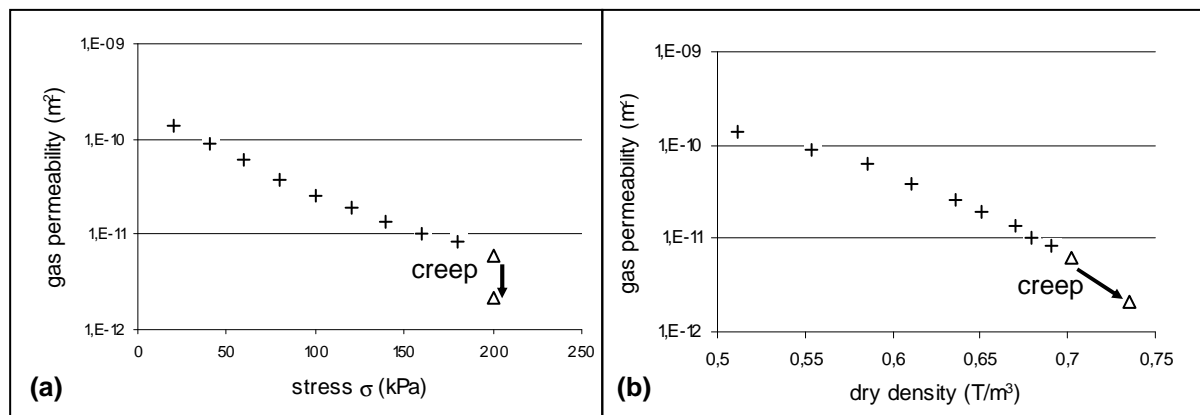 1,E-09
1,E-10
1,E-11
1,E-12
gas permeability (m²)
creep
0 50 100 150 200 250
stress σ (kPa)
(a)
1,E-09
1,E-10
1,E-11
1,E-12
gas permeability (m²)
creep
0,5 0,55 0,6 0,65 0,7 0,75
dry density (T/m³)
(b)